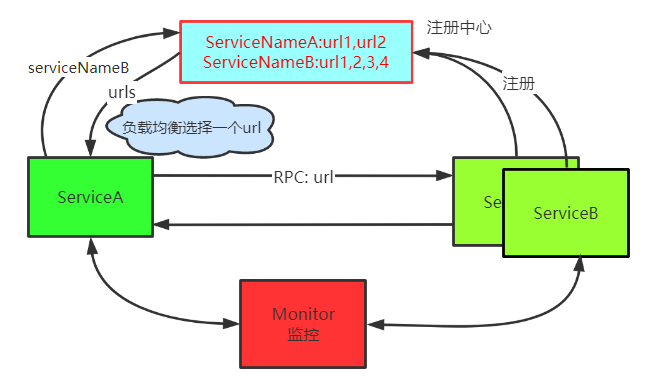 注册中心
ServiceNameA:url1,url2
ServiceNameB:url1,2,3,4
serviceNameB
urls
注册
负载均衡选择一个url
ServiceA
RPC: url
Se
ServiceB
Monitor
监控